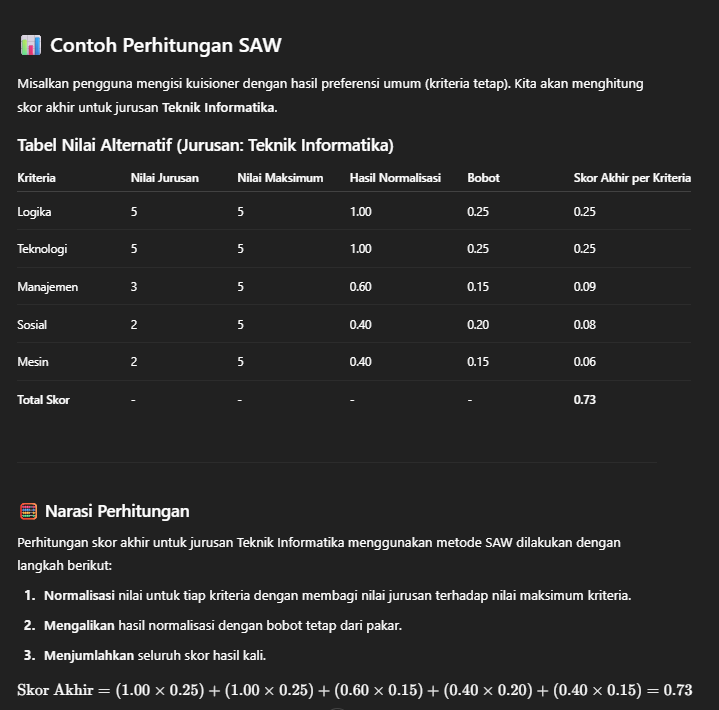 Contoh Perhitungan SAW
Misalkan pengguna mengisi kuisioner dengan hasil preferensi umum (kriteria tetap). Kita akan menghitung
skor akhir untuk jurusan Teknik Informatika.
Tabel Nilai Alternatif (Jurusan: Teknik Informatika)
Kriteria Nilai Jurusan Nilai Maksimum Hasil Normalisasi Bobot Skor Akhir per Kriteria
Logika 5 5 1.00 0.25 0.25
Teknologi 5 5 1.00 0.25 0.25
Manajemen 3 5 0.60 0.15 0.09
Sosial 2 5 0.40 0.20 0.08
Mesin 2 5 0.40 0.15 0.06
Total Skor - - - - 0.73
Narasi Perhitungan
Perhitungan skor akhir untuk jurusan Teknik Informatika menggunakan metode SAW dilakukan dengan
langkah berikut:
1. Normalisasi nilai untuk tiap kriteria dengan membagi nilai jurusan terhadap nilai maksimum kriteria.
2. Mengalikan hasil normalisasi dengan bobot tetap dari pakar.
3. Menjumlahkan seluruh skor hasil kali.
Skor Akhir = (1.00 × 0.25) + (1.00 × 0.25) + (0.60 × 0.15) + (0.40 × 0.20) + (0.40 × 0.15) = 0.73